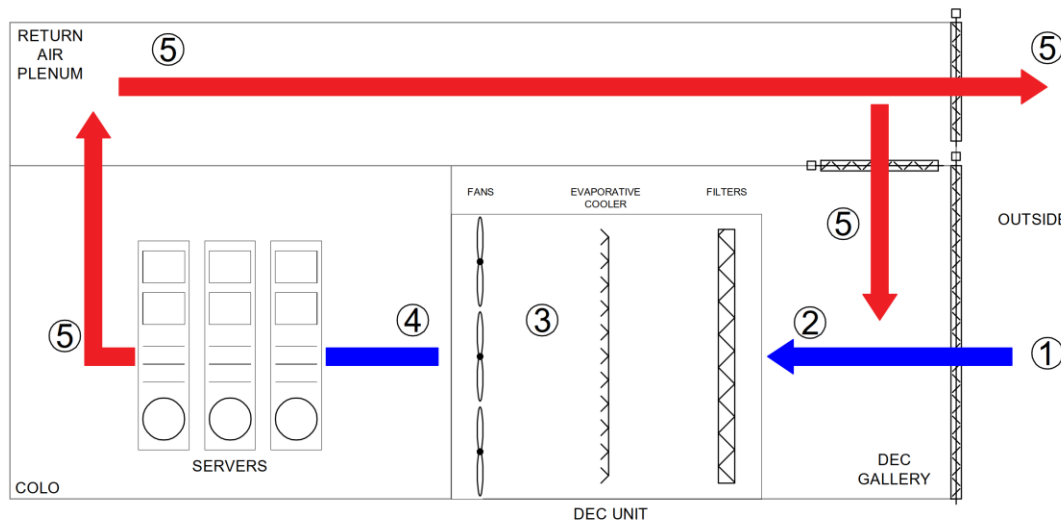 RETURN
AIR
PLENUM
⑤
⑤
FANS
EVAPORATIVE
COOLER
FILTERS
⑤
OUTSIDE
⑤
④
③
②
①
SERVERS
DEC
GALLERY
COLO
DEC UNIT